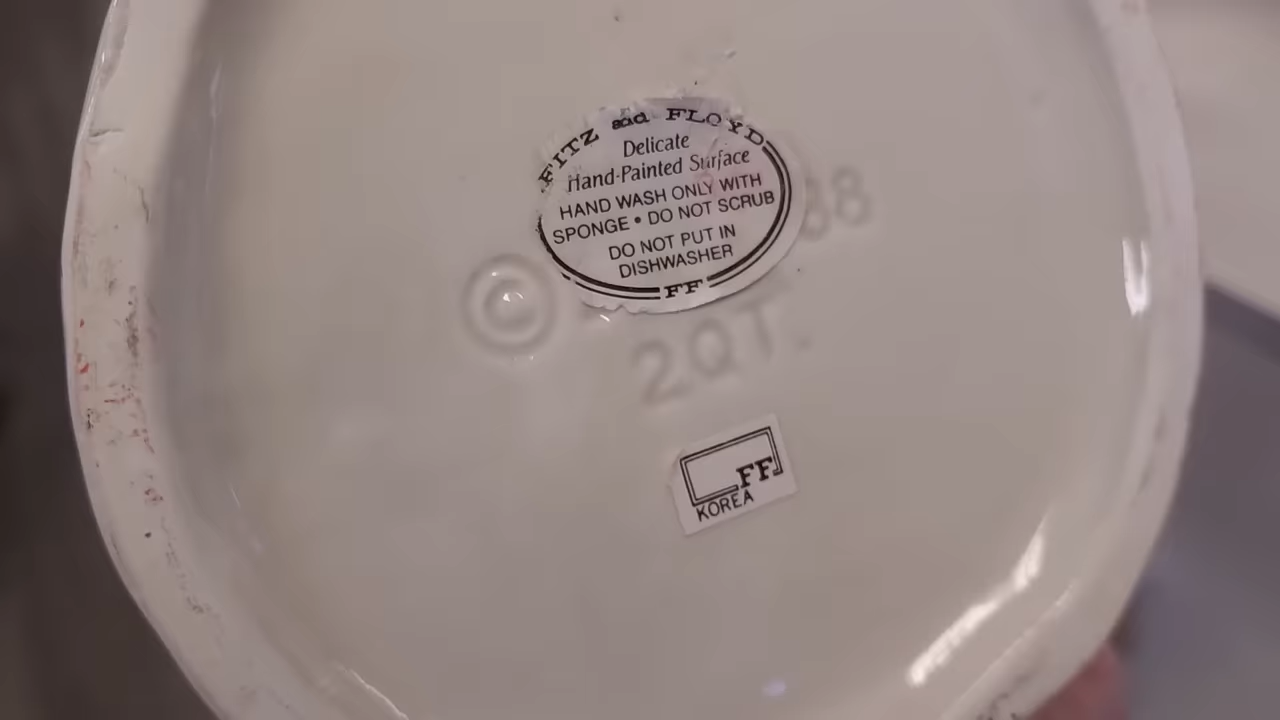 FITZ and FLOYD
Delicate
Hand-Painted Surface
HAND WASH ONLY WITH
SPONGE • DO NOT SCRUB
DO NOT PUT IN
DISHWASHER
FF
©
88
2QT.
FF
KOREA